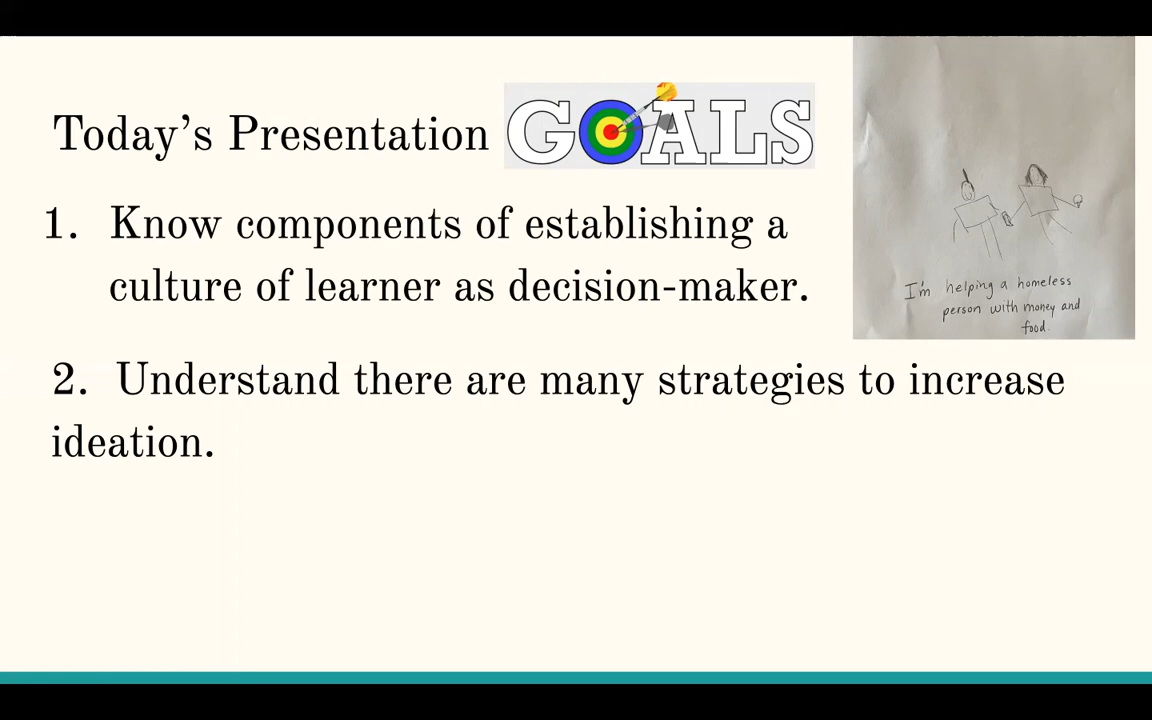 Today’s Presentation GOALS
1. Know components of establishing a
culture of learner as decision-maker.
I'm helping a homeless
person with money and
food.
2. Understand there are many strategies to increase
ideation.